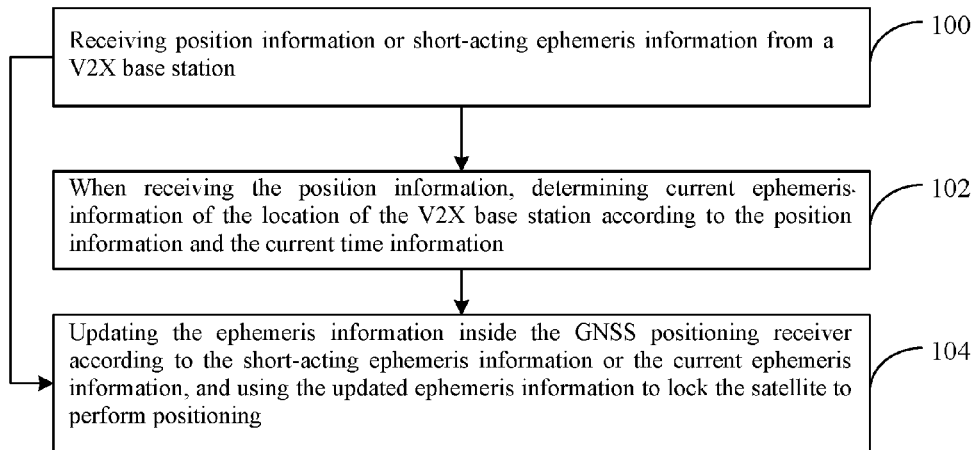 Receiving position information or short-acting ephemeris information from a
V2X base station
100
When receiving the position information, determining current ephemeris
information of the location of the V2X base station according to the position
information and the current time information
102
Updating the ephemeris information inside the GNSS positioning receiver
according to the short-acting ephemeris information or the current ephemeris
information, and using the updated ephemeris information to lock the satellite to
perform positioning
104